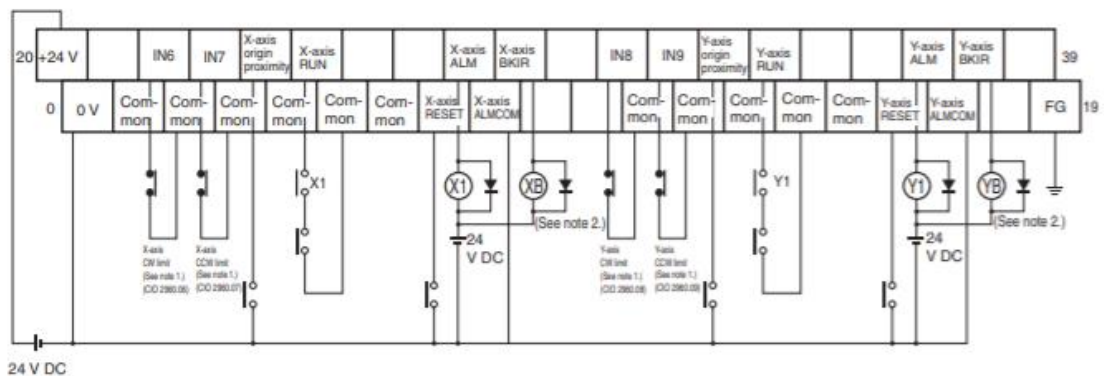 20 +24 V IN6 IN7 X-axis origin proximity X-axis RUN X-axis ALM X-axis BKIR IN8 IN9 Y-axis origin proximity Y-axis RUN Y-axis ALM Y-axis BKIR 39
0 0 V Com-mon Com-mon Com-mon Com-mon Com-mon Com-mon X-axis RESET X-axis ALMCOM Com-mon Com-mon Com-mon Com-mon Com-mon Y-axis RESET Y-axis ALMCOM FG 19
X1 X1 XB Y1 Y1 YB
(See note 2.) (See note 2.)
24 V DC 24 V DC
X-axis CW limit (See note 1.) (CIO 2960.06)
X-axis CCW limit (See note 1.) (CIO 2960.07)
Y-axis CW limit (See note 1.) (CIO 2960.08)
Y-axis CCW limit (See note 1.) (CIO 2960.09)
24 V DC